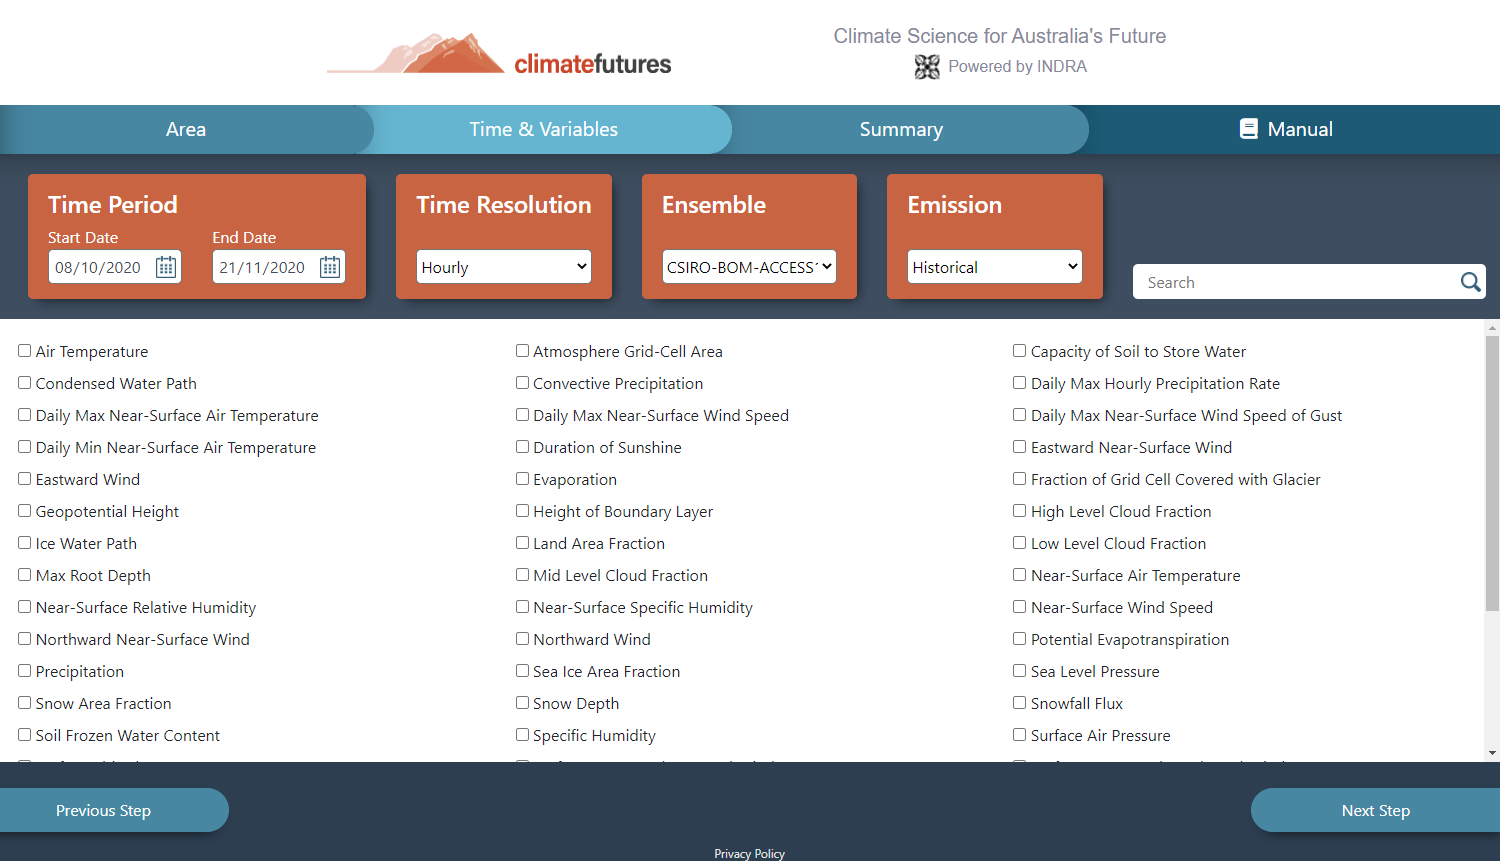 climatefutures
Climate Science for Australia's Future
Powered by INDRA
Area
Time & Variables
Summary
Manual
Time Period
Start Date
End Date
08/10/2020
21/11/2020
Time Resolution
Hourly
Ensemble
CSIRO-BOM-ACCESS
Emission
Historical
Search
Air Temperature
Atmosphere Grid-Cell Area
Capacity of Soil to Store Water
Condensed Water Path
Convective Precipitation
Daily Max Hourly Precipitation Rate
Daily Max Near-Surface Air Temperature
Daily Max Near-Surface Wind Speed
Daily Max Near-Surface Wind Speed of Gust
Daily Min Near-Surface Air Temperature
Duration of Sunshine
Eastward Near-Surface Wind
Eastward Wind
Evaporation
Fraction of Grid Cell Covered with Glacier
Geopotential Height
Height of Boundary Layer
High Level Cloud Fraction
Ice Water Path
Land Area Fraction
Low Level Cloud Fraction
Max Root Depth
Mid Level Cloud Fraction
Near-Surface Air Temperature
Near-Surface Relative Humidity
Near-Surface Specific Humidity
Near-Surface Wind Speed
Northward Near-Surface Wind
Northward Wind
Potential Evapotranspiration
Precipitation
Sea Ice Area Fraction
Sea Level Pressure
Snow Area Fraction
Snow Depth
Snowfall Flux
Soil Frozen Water Content
Specific Humidity
Surface Air Pressure
Previous Step
Next Step
Privacy Policy